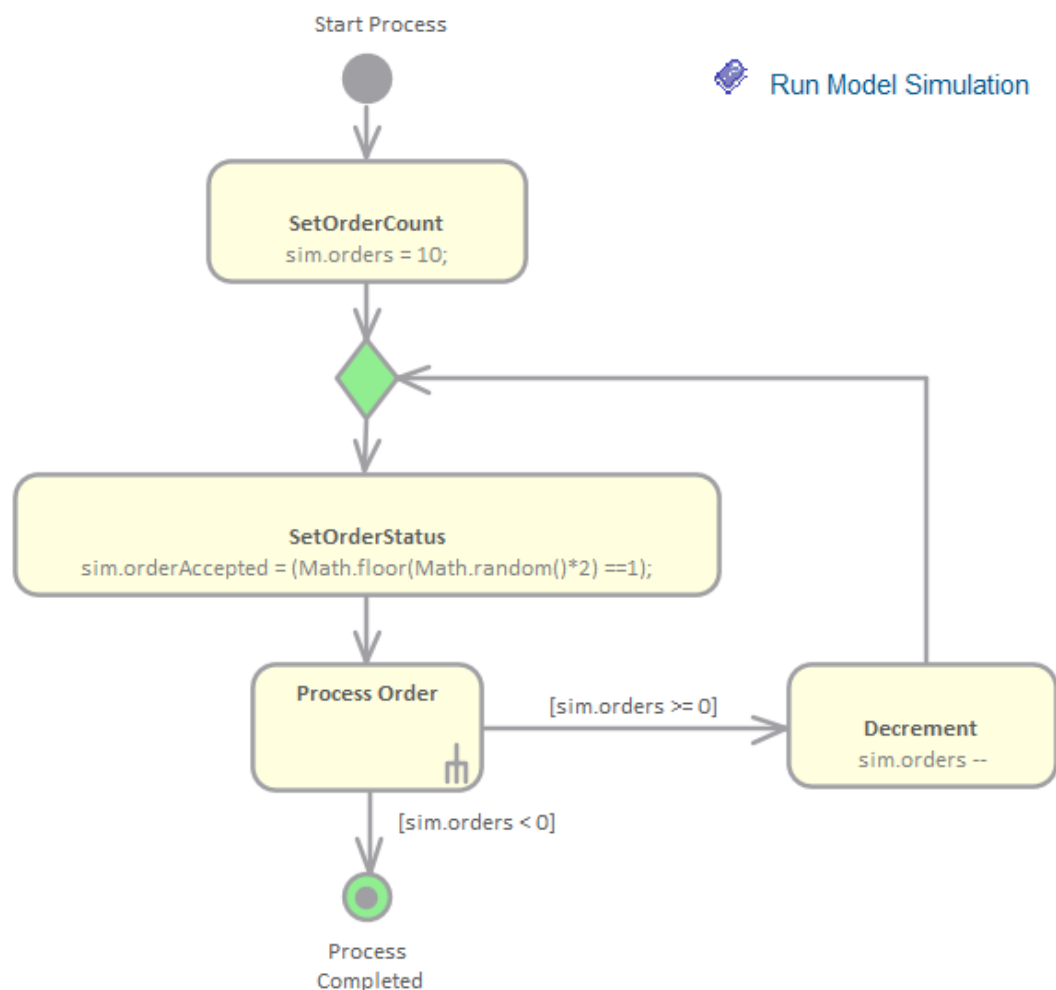 Start Process
Run Model Simulation
SetOrderCount
sim.orders = 10;
SetOrderStatus
sim.orderAccepted = (Math.floor(Math.random()*2) ==1);
Process Order
[sim.orders >= 0]
Decrement
sim.orders --
[sim.orders < 0]
Process
Completed